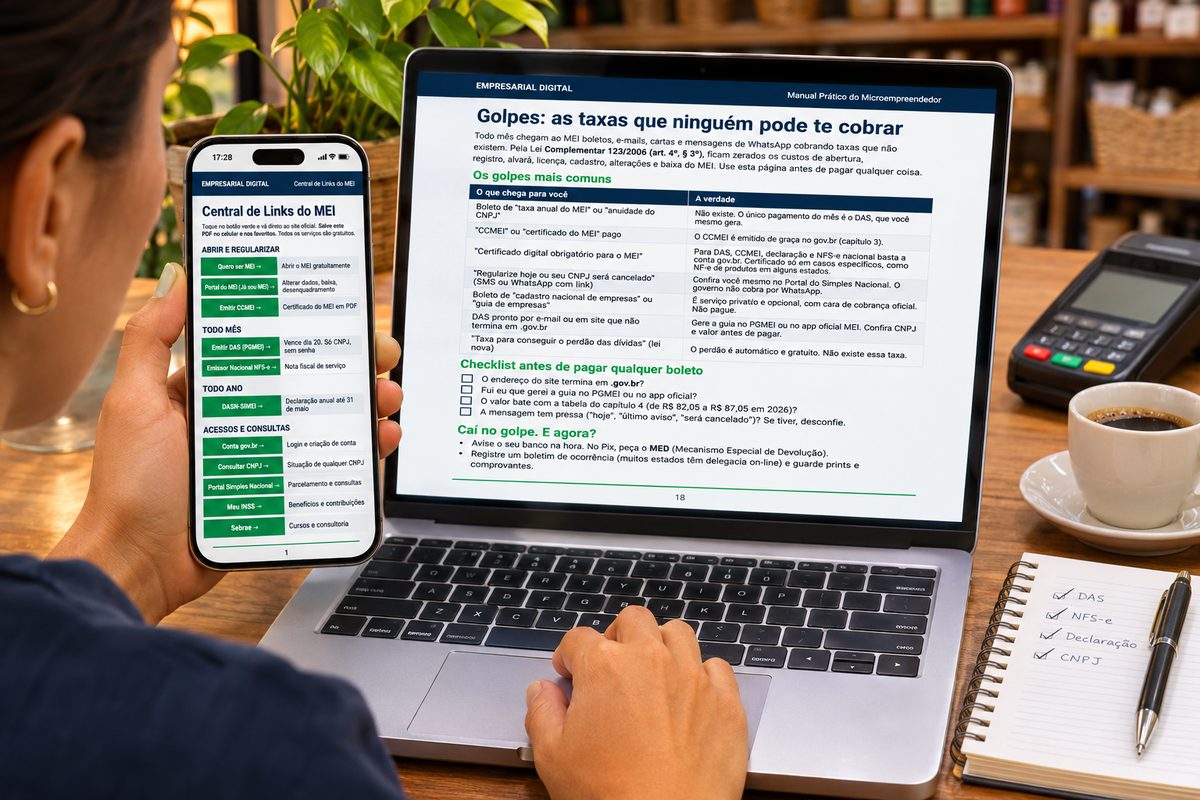 17:28
EMPRESARIAL DIGITAL
Central de Links do MEI
Central de Links do MEI
Toque no botão verde e vá direto ao site oficial. Salve este
PDF no celular e nos favoritos. Todos os serviços são gratuitos.
ABRIR E REGULARIZAR
Quero ser MEI → Abrir o MEI gratuitamente
Portal do MEI (Já sou MEI) → Alterar dados, baixa,
desenquadramento
Emitir CCMEI → Certificado do MEI em PDF
TODO MÊS
Emitir DAS (PGMEI) → Vence dia 20. Só CNPJ,
sem senha
Emissor Nacional NFS-e → Nota fiscal de serviço
TODO ANO
DASN-SIMEI → Declaração anual até 31
de maio
ACESSOS E CONSULTAS
Conta gov.br → Login e criação de conta
Consultar CNPJ → Situação de qualquer CNPJ
Portal Simples Nacional → Parcelamento e consultas
Meu INSS → Benefícios e contribuições
Sebrae → Cursos e consultoria
1
EMPRESARIAL DIGITAL
Manual Prático do Microempreendedor
Golpes: as taxas que ninguém pode te cobrar
Todo mês chegam ao MEI boletos, e-mails, cartas e mensagens de WhatsApp cobrando taxas que não
existem. Pela Lei Complementar 123/2006 (art. 4º, § 3º), ficam zerados os custos de abertura,
registro, alvará, licença, cadastro, alterações e baixa do MEI. Use esta página antes de pagar qualquer coisa.
Os golpes mais comuns
O que chega para você
A verdade
Boleto de "taxa anual do MEI" ou "anuidade do
CNPJ"
Não existe. O único pagamento do mês é o DAS, que você
mesmo gera.
"CCMEI" ou "certificado do MEI" pago
O CCMEI é emitido de graça no gov.br (capítulo 3).
"Certificado digital obrigatório para o MEI"
Para DAS, CCMEI, declaração e NFS-e nacional basta a
conta gov.br. Certificado só em casos específicos, como
NF-e de produtos em alguns estados.
"Regularize hoje ou seu CNPJ será cancelado"
(SMS ou WhatsApp com link)
Confira você mesmo no Portal do Simples Nacional. O
governo não cobra por WhatsApp.
Boleto de "cadastro nacional de empresas" ou
"guia de empresas"
É serviço privado e opcional, com cara de cobrança oficial.
Não pague.
DAS pronto por e-mail ou em site que não
termina em .gov.br
Gere a guia no PGMEI ou no app oficial MEI. Confira CNPJ
e valor antes de pagar.
"Taxa para conseguir o perdão das dívidas" (lei
nova)
O perdão é automático e gratuito. Não existe essa taxa.
Checklist antes de pagar qualquer boleto
O endereço do site termina em .gov.br?
Fui eu que gerei a guia no PGMEI ou no app oficial?
O valor bate com a tabela do capítulo 4 (de R$ 82,05 a R$ 87,05 em 2026)?
A mensagem tem pressa ("hoje", "último aviso", "será cancelado")? Se tiver, desconfie.
Caí no golpe. E agora?
• Avise o seu banco na hora. No Pix, peça o MED (Mecanismo Especial de Devolução).
• Registre um boletim de ocorrência (muitos estados têm delegacia on-line) e guarde prints e
comprovantes.
18
DAS
NFS-e
Declaração
CNPJ